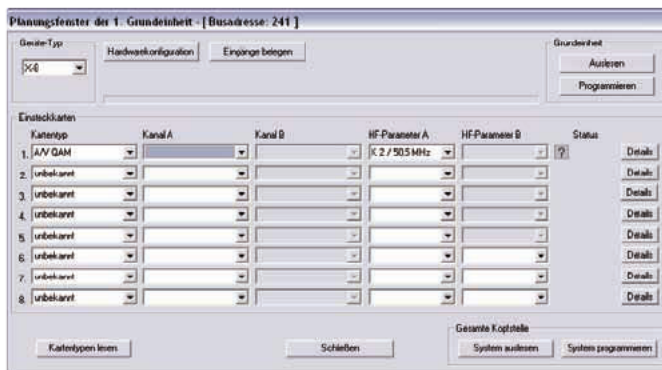 Planungsfenster der 1. Grundeinheit - [ Busadresse: 241 ]
Geräte-Typ
Hardwarekonfiguration
Eingänge belegen
Grundeinheit
X-8
Auslesen
Programmieren
Einsteckkarten
Kartentyp Kanal A Kanal B HF-Parameter A HF-Parameter B Status
1. A/V QAM K 2 / 50.5 MHz ? Details
2. unbekannt Details
3. unbekannt Details
4. unbekannt Details
5. unbekannt Details
6. unbekannt Details
7. unbekannt Details
8. unbekannt Details
Gesamte Kopfstelle
Kartentypen lesen Schließen System auslesen System programmieren